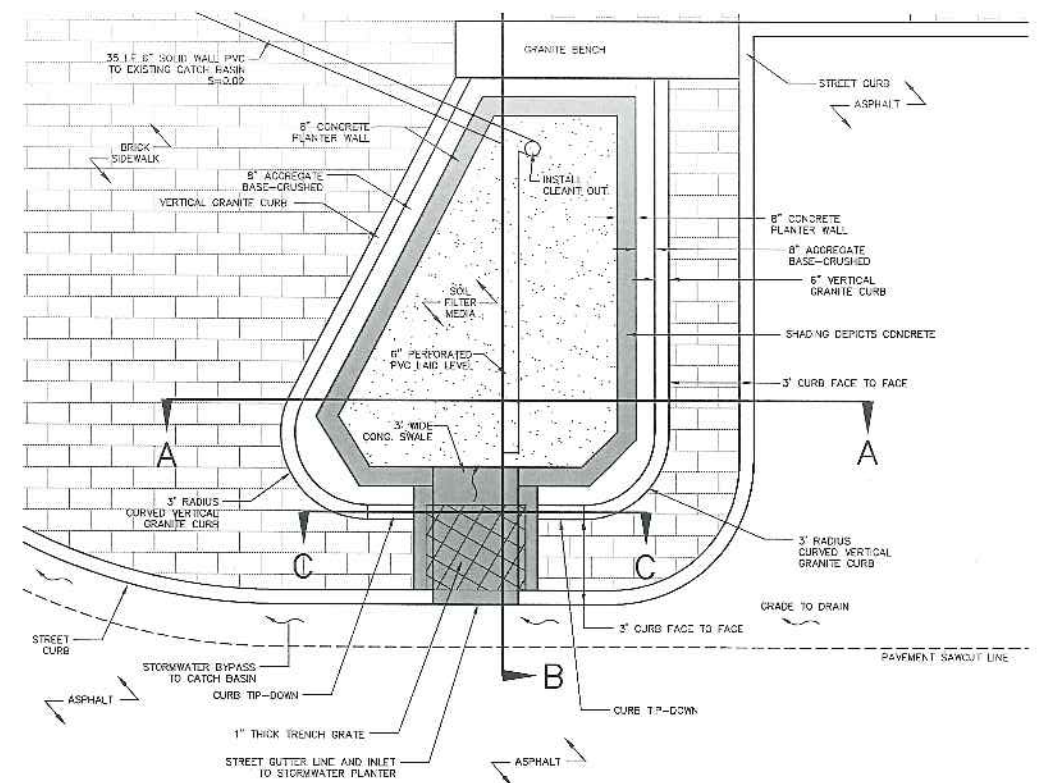 GRANITE BENCH
35 LF 6" SOLID WALL PVC
TO EXISTING CATCH BASIN
S=0.02
STREET CURB
ASPHALT
8" CONCRETE
PLANTER WALL
BRICK
SIDEWALK
8" AGGREGATE
BASE-CRUSHED
VERTICAL GRANITE CURB
INSTALL
CLEANT OUT.
8" CONCRETE
PLANTER WALL
8" AGGREGATE
BASE-CRUSHED
6" VERTICAL
GRANITE CURB
SOIL
FILTER
MEDIA
SHADING DEPICTS CONCRETE
6" PERFORATED
PVC LAID LEVEL
3' CURB FACE TO FACE
3' WIDE
CONC. SWALE
A
A
3' RADIUS
CURVED VERTICAL
GRANITE CURB
C
C
3' RADIUS
CURVED VERTICAL
GRANITE CURB
GRADE TO DRAIN
STREET
CURB
3' CURB FACE TO FACE
PAVEMENT SAWCUT LINE
STORMWATER BYPASS
TO CATCH BASIN
B
ASPHALT
CURB TIP-DOWN
CURB TIP-DOWN
1" THICK TRENCH GRATE
STREET GUTTER LINE AND INLET
TO STORMWATER PLANTER
ASPHALT